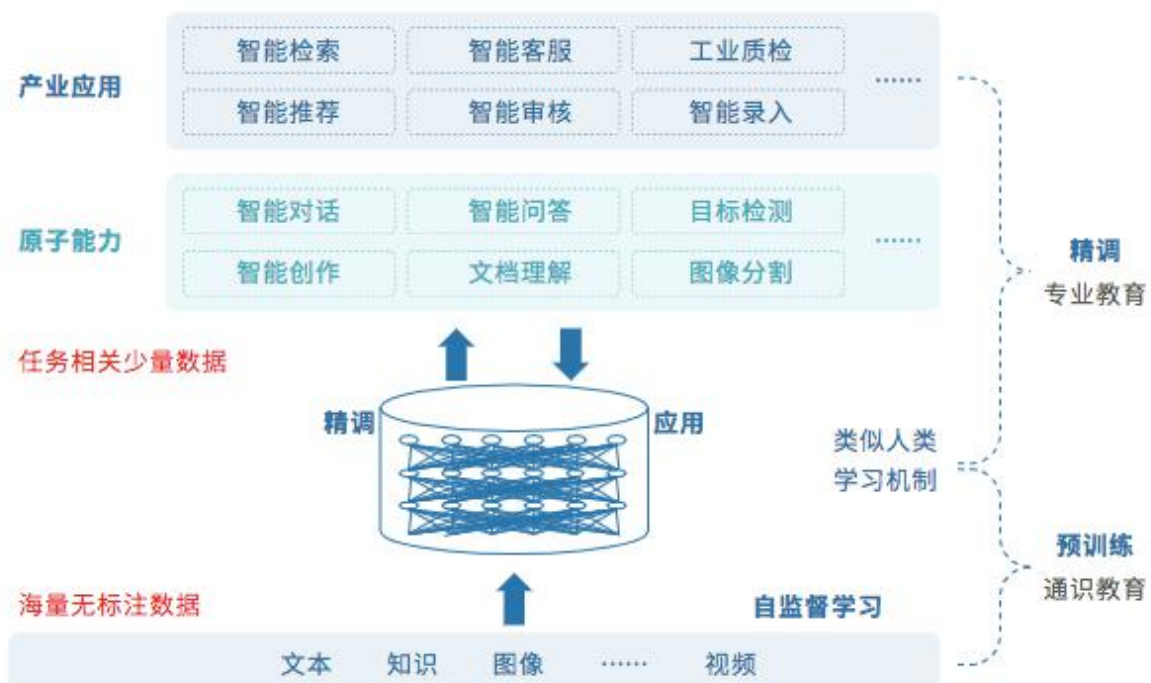 智能检索 智能客服 工业质检
产业应用 ······
智能推荐 智能审核 智能录入
智能对话 智能问答 目标检测
原子能力 ······
智能创作 文档理解 图像分割
精调
专业教育
任务相关少量数据
精调 应用
类似人类
学习机制
预训练
通识教育
海量无标注数据 自监督学习
文本 知识 图像 ······ 视频